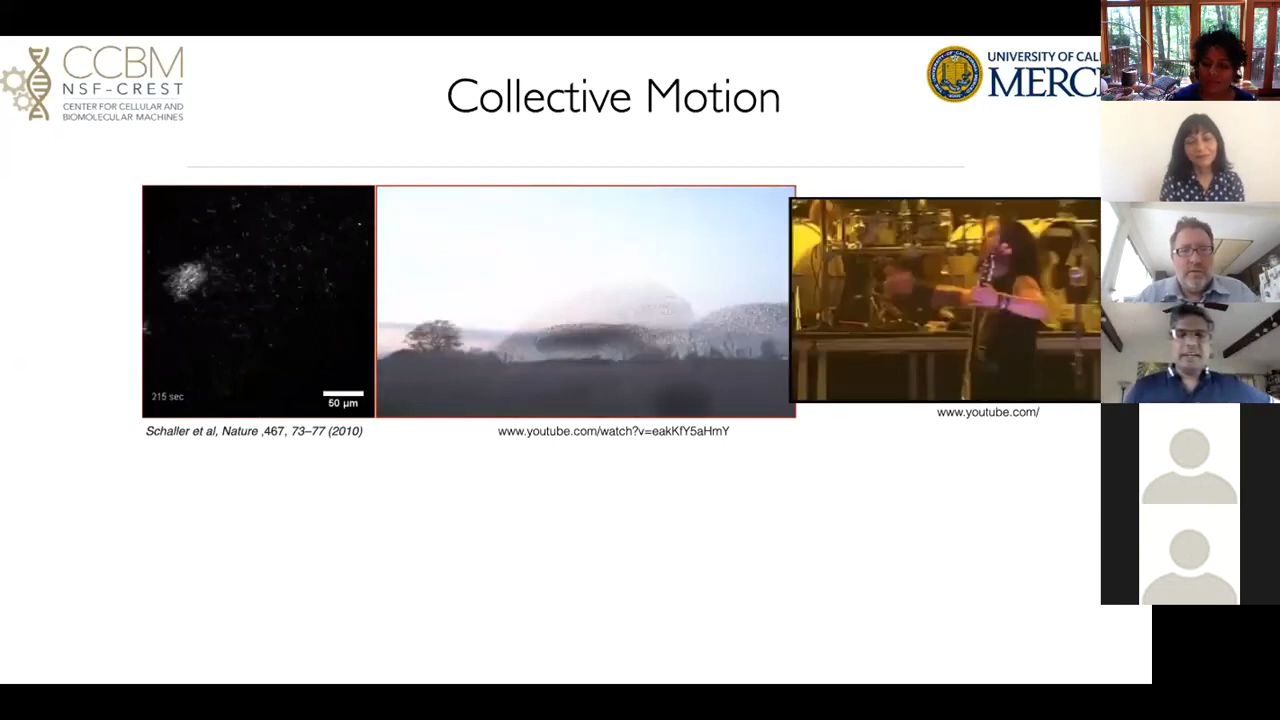 CCBM
NSF-CREST
CENTER FOR CELLULAR AND
BIOMOLECULAR MACHINES
Collective Motion
UNIVERSITY OF CAL
MERC
215 sec
50 μm
Schaller et al, Nature ,467, 73–77 (2010)
www.youtube.com/watch?v=eakKfY5aHmY
www.youtube.com/